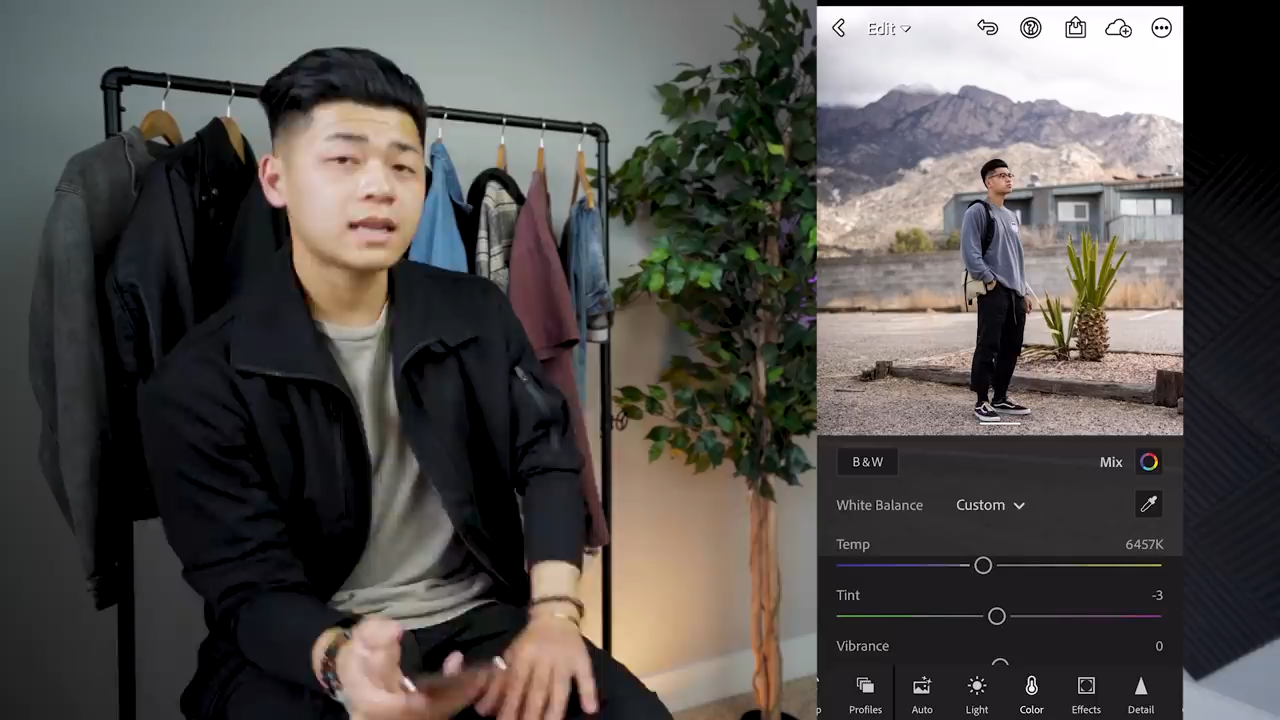 Edit
B&W
Mix
White Balance
Custom
Temp
6457K
Tint
-3
Vibrance
0
Profiles
Auto
Light
Color
Effects
Detail